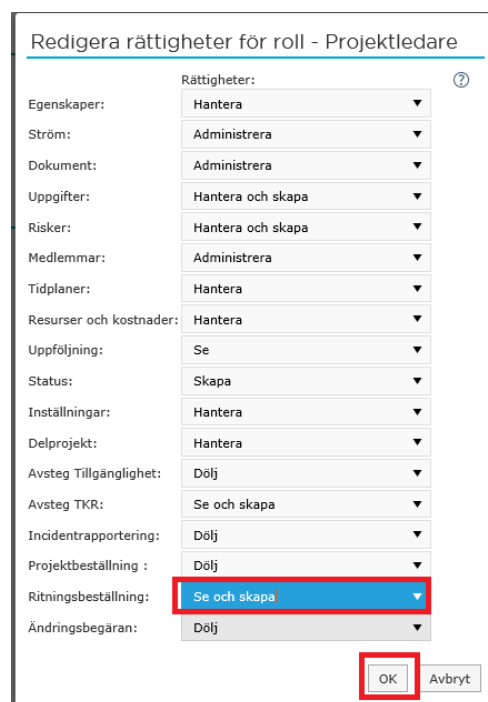 Redigera rättigheter för roll - Projektledare
Rättigheter: ?
Egenskaper: Hantera
Ström: Administrera
Dokument: Administrera
Uppgifter: Hantera och skapa
Risker: Hantera och skapa
Medlemmar: Administrera
Tidplaner: Hantera
Resurser och kostnader: Hantera
Uppföljning: Se
Status: Skapa
Inställningar: Hantera
Delprojekt: Hantera
Avsteg Tillgänglighet: Dölj
Avsteg TKR: Se och skapa
Incidentrapportering: Dölj
Projektbeställning : Dölj
Ritningsbeställning: Se och skapa
Ändringsbegäran: Dölj
OK Avbryt